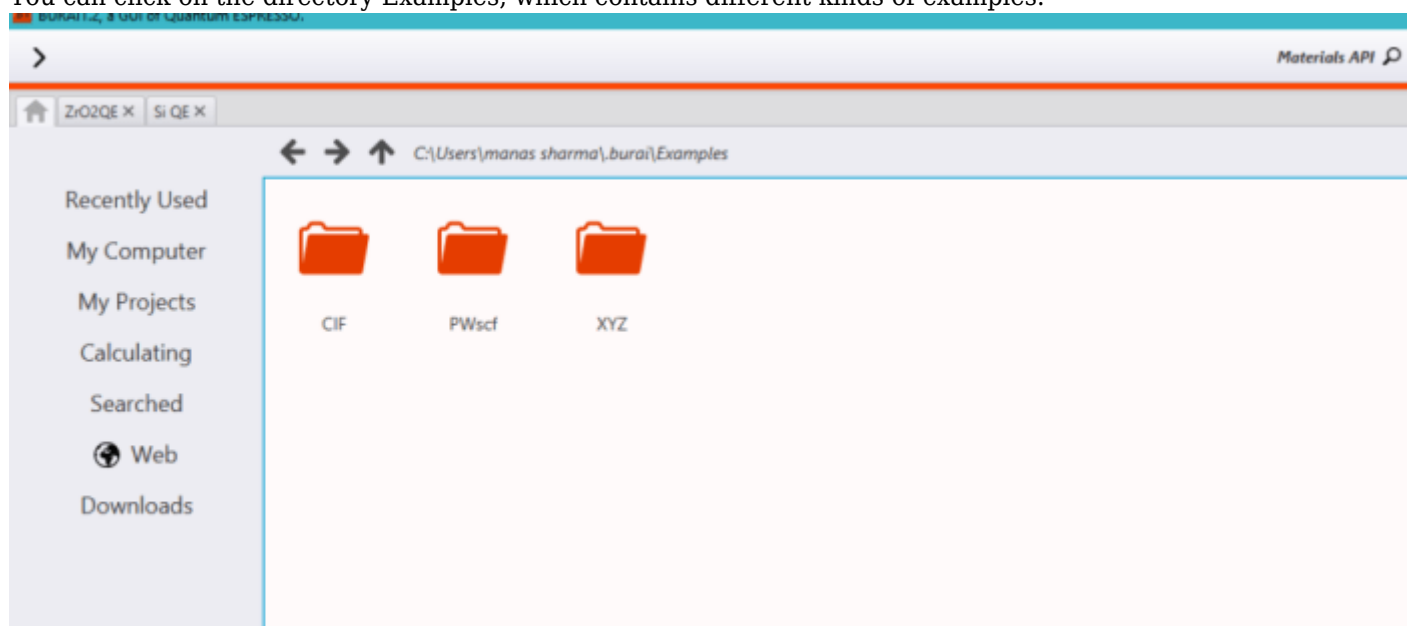 You can click on the directory Examples, which contains different kinds of examples.
BURAI1.2, a GUI of Quantum ESPRESSO.
Materials API
ZrO2QE × Si QE ×
C:\Users\manas sharma\.burai\Examples
Recently Used
My Computer
My Projects
Calculating
Searched
Web
Downloads
CIF PWscf XYZ